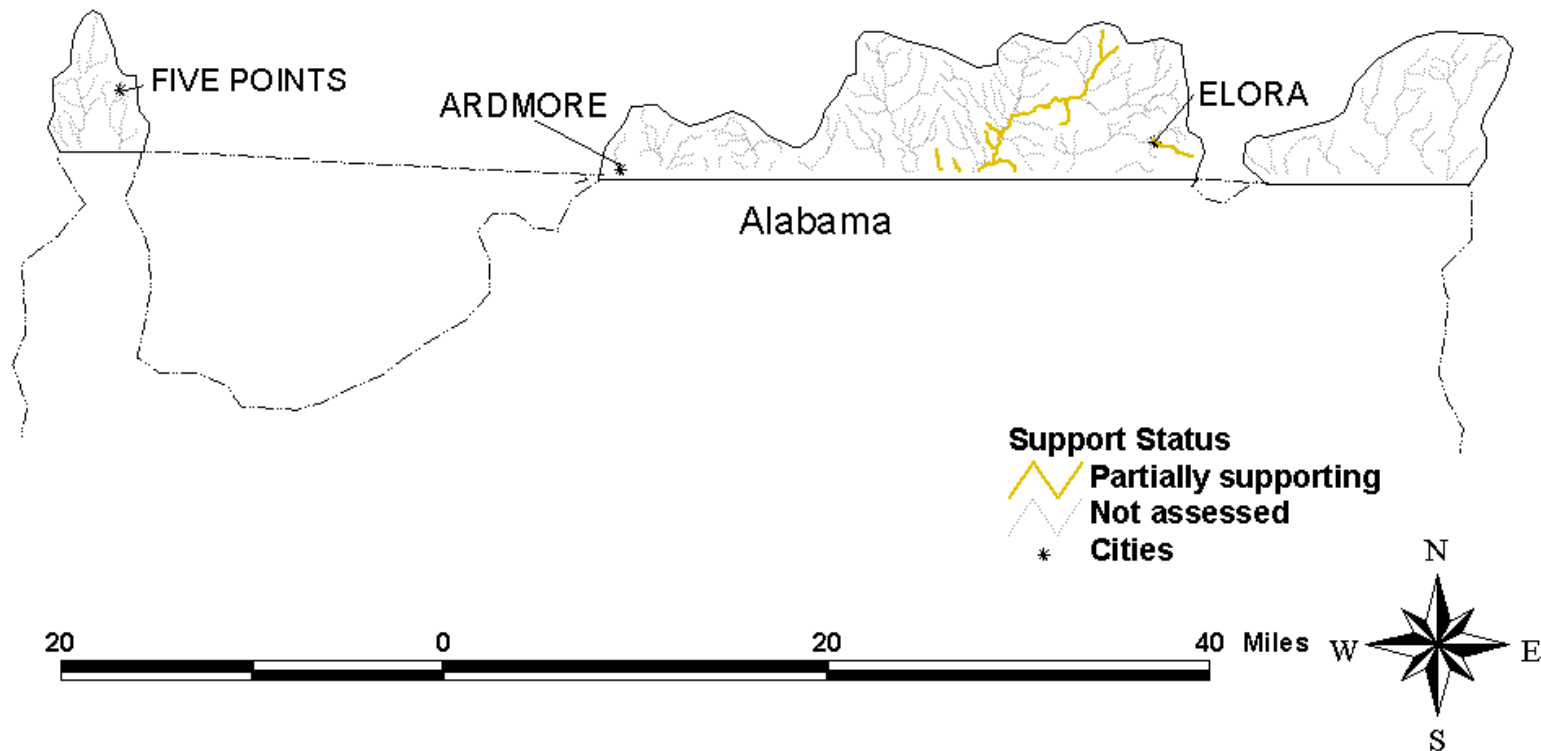 FIVE POINTS
ARDMORE
ELORA
Alabama
Support Status
Partially supporting
Not assessed
Cities
20 0 20 40 Miles
N
W E
S